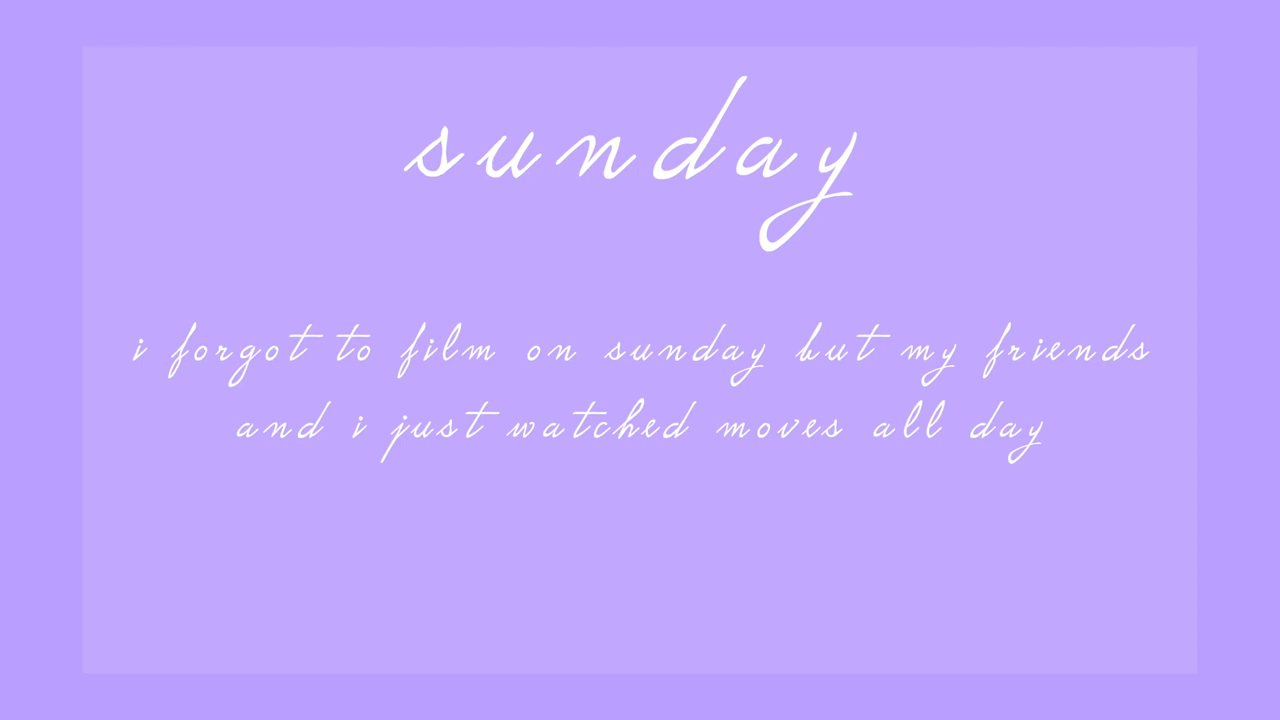 sunday
i forgot to film on sunday but my friends
and i just watched moves all day